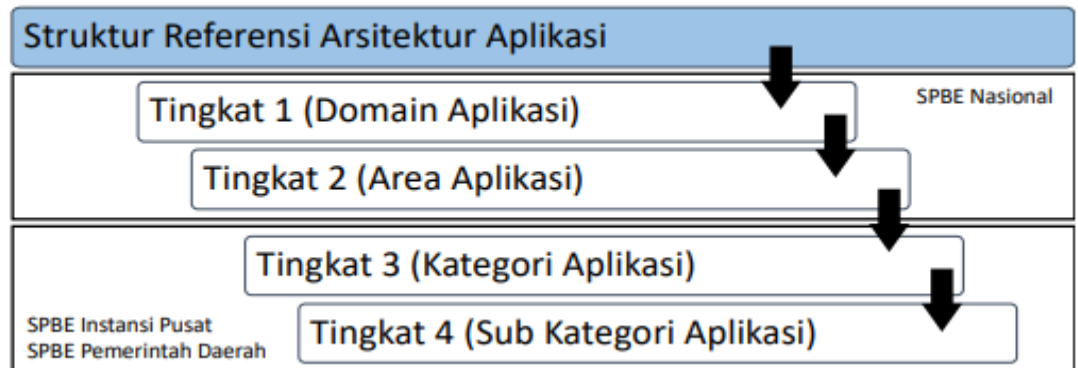 Struktur Referensi Arsitektur Aplikasi
Tingkat 1 (Domain Aplikasi)
SPBE Nasional
Tingkat 2 (Area Aplikasi)
Tingkat 3 (Kategori Aplikasi)
SPBE Instansi Pusat
SPBE Pemerintah Daerah
Tingkat 4 (Sub Kategori Aplikasi)